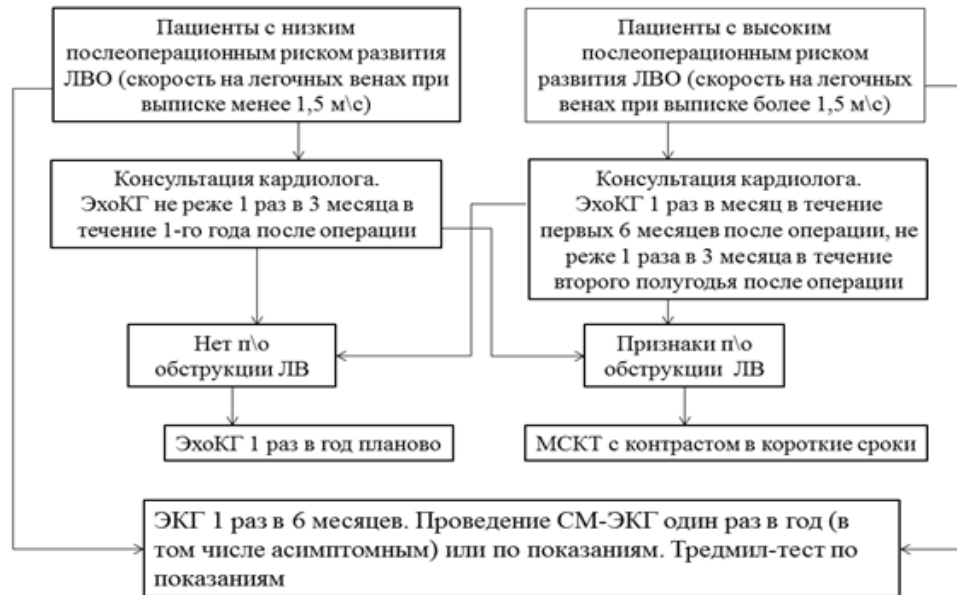 Пациенты с низким
послеоперационным риском развития
ЛВО (скорость на легочных венах при
выписке менее 1,5 м\с)
Пациенты с высоким
послеоперационным риском
развития ЛВО (скорость на легочных
венах при выписке более 1,5 м\с)
Консультация кардиолога.
ЭхоКГ не реже 1 раз в 3 месяца в
течение 1-го года после операции
Консультация кардиолога.
ЭхоКГ 1 раз в месяц в течение
первых 6 месяцев после операции, не
реже 1 раза в 3 месяца в течение
второго полугодья после операции
Нет п\о
обструкции ЛВ
Признаки п\о
обструкции ЛВ
ЭхоКГ 1 раз в год планово
МСКТ с контрастом в короткие сроки
ЭКГ 1 раз в 6 месяцев. Проведение СМ-ЭКГ один раз в год (в
том числе асимптомным) или по показаниям. Тредмил-тест по
показаниям